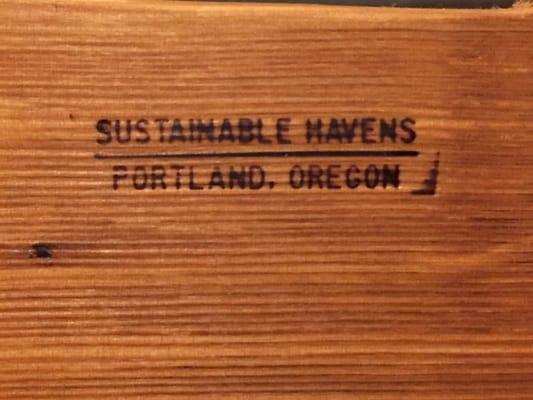 SUSTAINABLE HAVENS
PORTLAND, OREGON